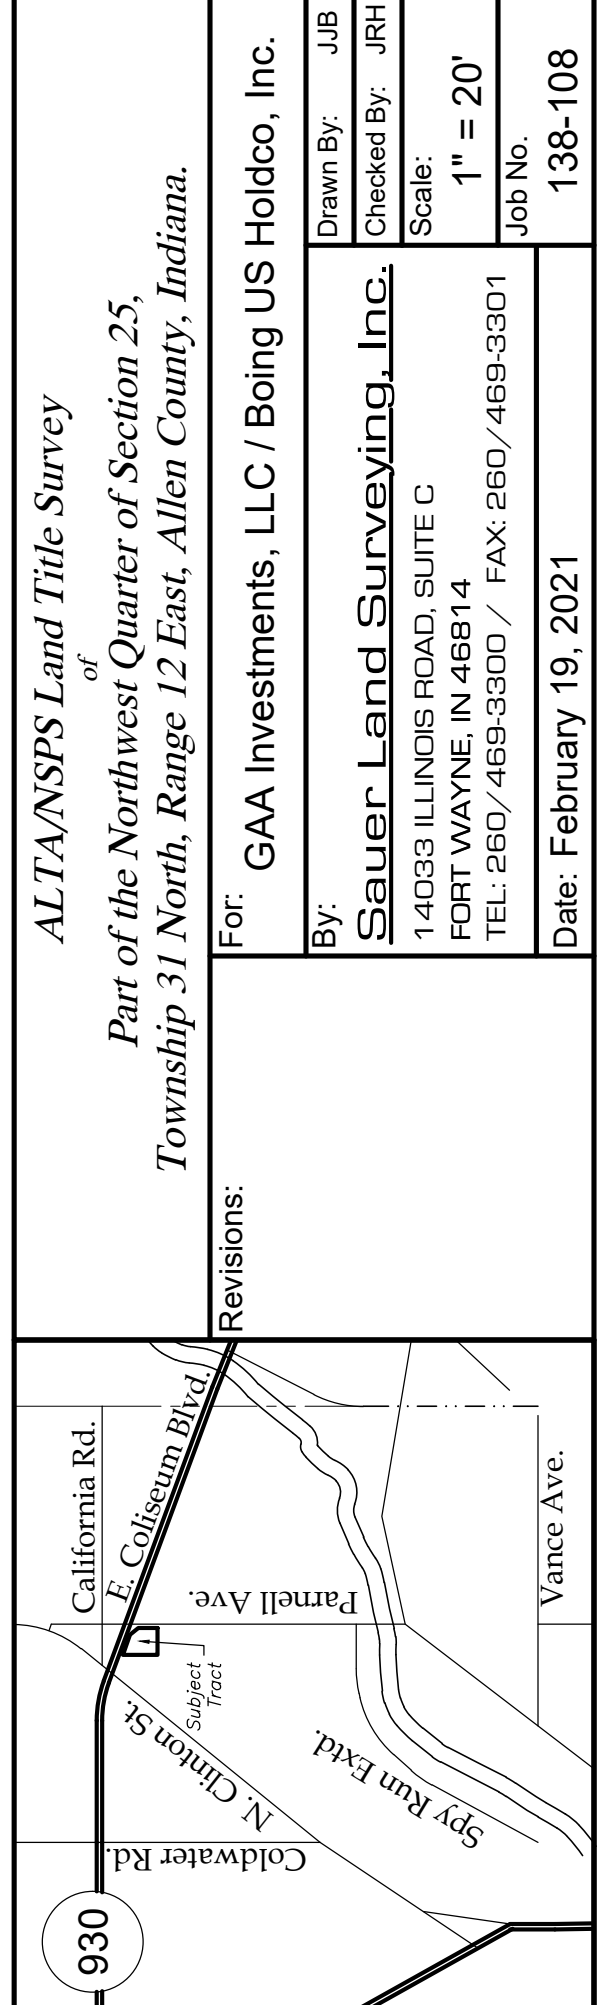 ALTA/NSPS Land Title Survey
of
Part of the Northwest Quarter of Section 25,
Township 31 North, Range 12 East, Allen County, Indiana.
Revisions:
For:
GAA Investments, LLC / Boing US Holdco, Inc.
By:
Sauer Land Surveying, Inc.
14033 ILLINOIS ROAD, SUITE C
FORT WAYNE, IN 46814
TEL: 260/469-3300 / FAX: 260/469-3301
Date: February 19, 2021
Drawn By: JJB
Checked By: JRH
Scale:
1" = 20'
Job No.
138-108
930
California Rd.
E. Coliseum Blvd.
Parnell Ave.
Subject
Tract
N. Clinton St.
Coldwater Rd.
Spy Run Extd.
Vance Ave.